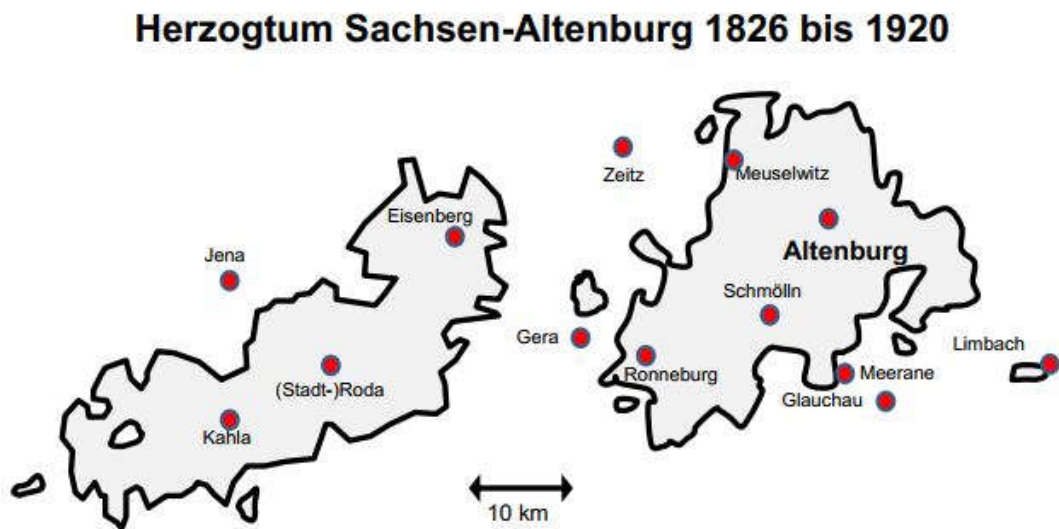 Herzogtum Sachsen-Altenburg 1826 bis 1920
Zeitz
Meuselwitz
Eisenberg
Altenburg
Jena
Schmölln
Gera
Limbach
Ronneburg
Meerane
(Stadt-)Roda
Glauchau
Kahla
10 km